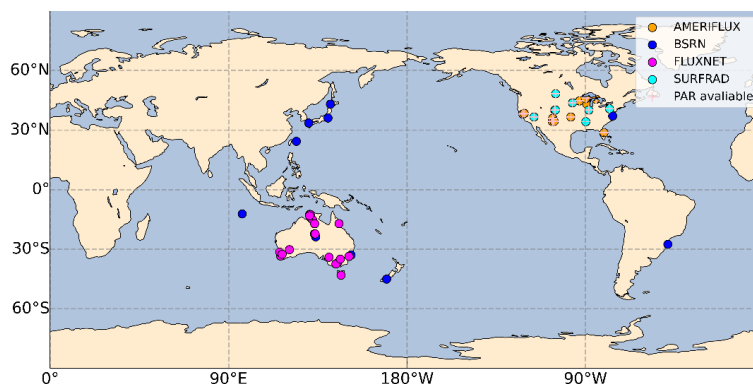 AMERIFLUX
BSRN
FLUXNET
SURFRAD
PAR avaliable
60°N
30°N
0°
30°S
60°S
0° 90°E 180°W 90°W